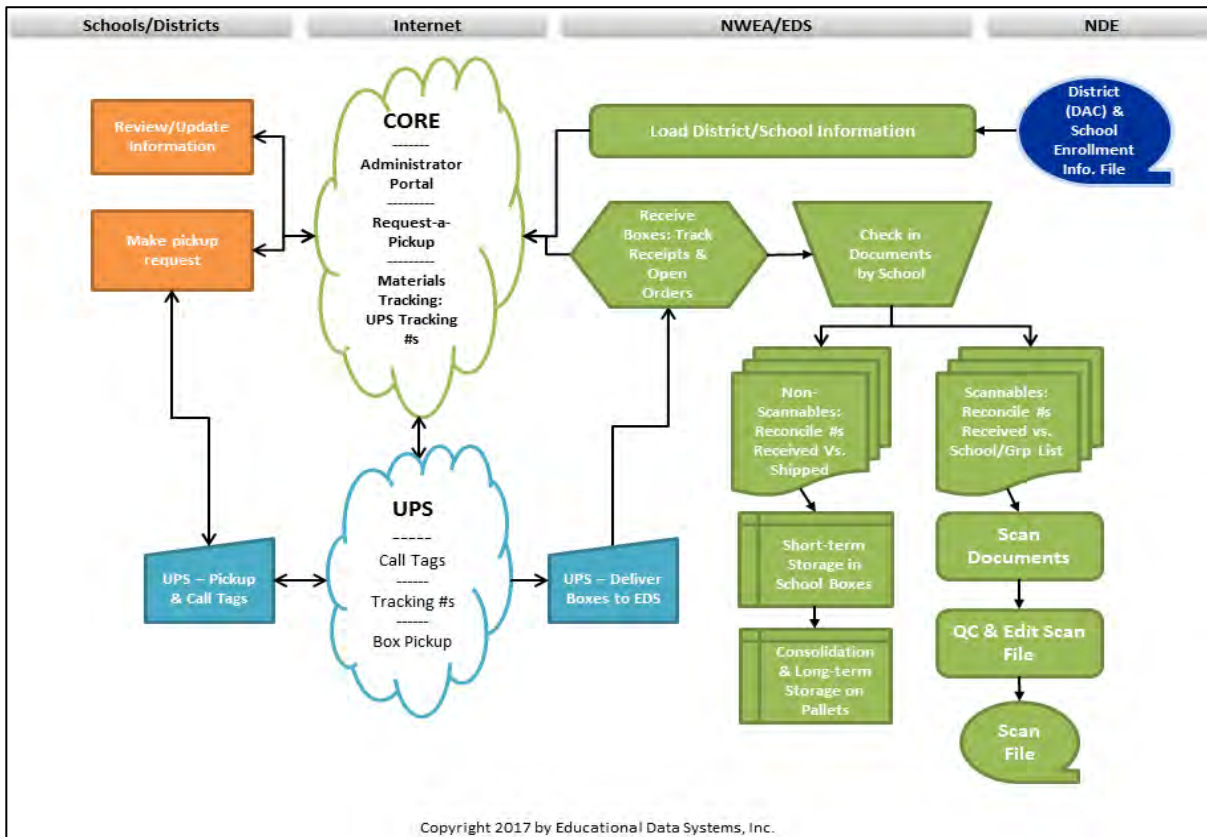 Schools/Districts
Internet
NWEA/EDS
NDE
Review/Update
Information
Make pickup
request
UPS – Pickup
& Call Tags
CORE
-------
Administrator
Portal
---------
Request-a-
Pickup
---------
Materials
Tracking:
UPS Tracking
#s
UPS
-----
Call Tags
------
Tracking #s
------
Box Pickup
UPS – Deliver
Boxes to EDS
Load District/School Information
District
(DAC) &
School
Enrollment
Info. File
Receive
Boxes: Track
Receipts &
Open
Orders
Check in
Documents
by School
Non-
Scannables:
Reconcile #s
Received Vs.
Shipped
Scannables:
Reconcile #s
Received vs.
School/Grp List
Short-term
Storage in
School Boxes
Consolidation
& Long-term
Storage on
Pallets
Scan
Documents
QC & Edit Scan
File
Scan
File
Copyright 2017 by Educational Data Systems, Inc.